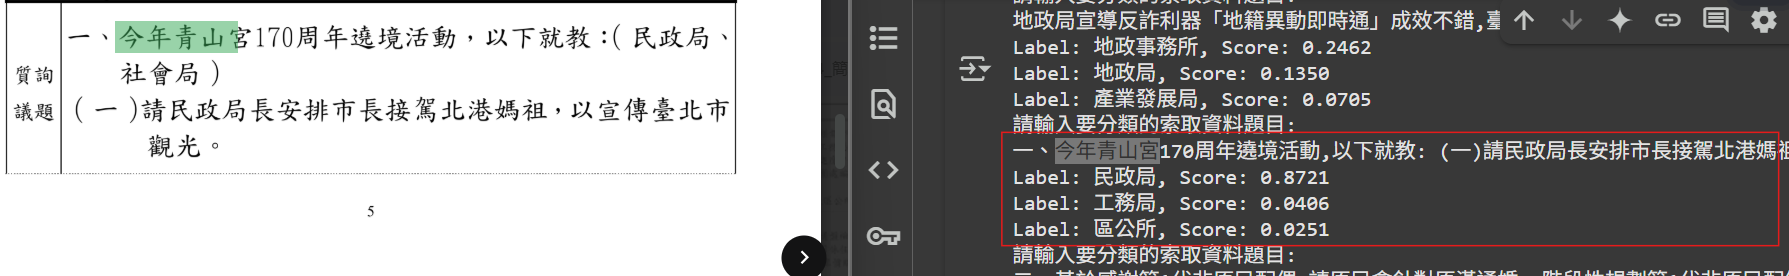 一、今年青山宮170周年遶境活動，以下就教：(民政局、
社會局)
質詢
議題
(一)請民政局長安排市長接駕北港媽祖，以宣傳臺北市
觀光。
5
地政局宣導反詐利器「地籍異動即時通」成效不錯,臺
Label: 地政事務所, Score: 0.2462
Label: 地政局, Score: 0.1350
Label: 產業發展局, Score: 0.0705
請輸入要分類的索取資料題目:
一、今年青山宮170周年遶境活動,以下就教: (一)請民政局長安排市長接駕北港媽祖
Label: 民政局, Score: 0.8721
Label: 工務局, Score: 0.0406
Label: 區公所, Score: 0.0251
請輸入要分類的索取資料題目: